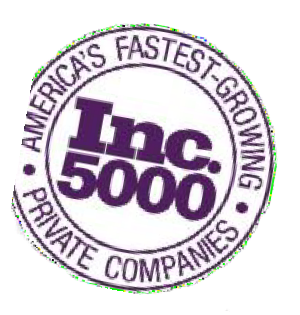 AMERICA'S FASTEST-GROWING
Inc.
5000
PRIVATE COMPANIES